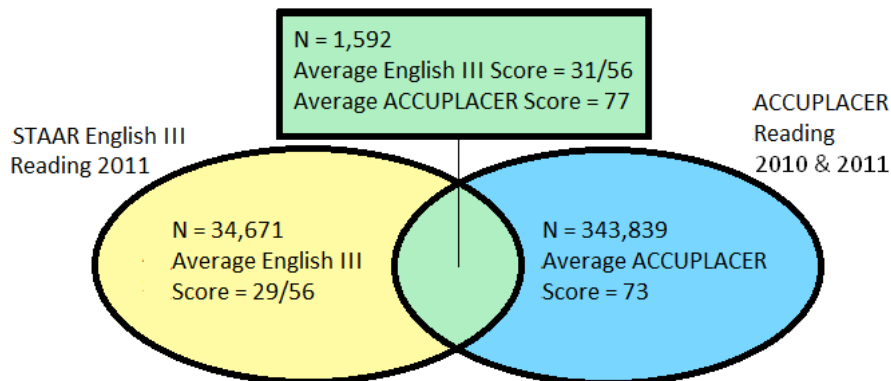 N = 1,592
Average English III Score = 31/56
Average ACCUPLACER Score = 77
STAAR English III
Reading 2011
ACCUPLACER
Reading
2010 & 2011
N = 34,671
Average English III
Score = 29/56
N = 343,839
Average ACCUPLACER
Score = 73